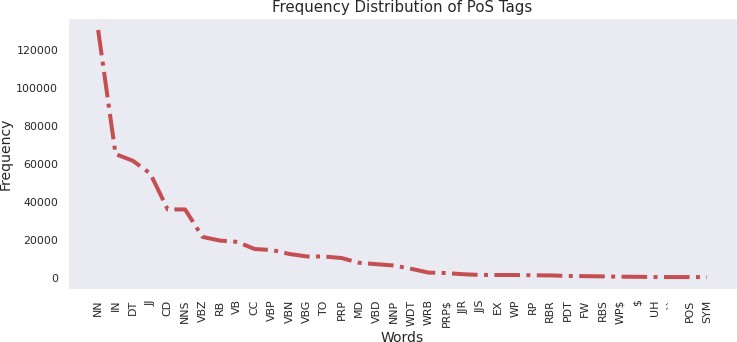 Frequency Distribution of PoS Tags
Frequency
120000
100000
80000
60000
40000
20000
0
NN IN DT JJ CD NNS VBZ RB VB CC VBP VBN VBG TO PRP MD VBD NNP WDT WRB PRP$ JJR JJS EX WP RP RBR PDT FW RBS WP$ $ UH `` POS SYM
Words